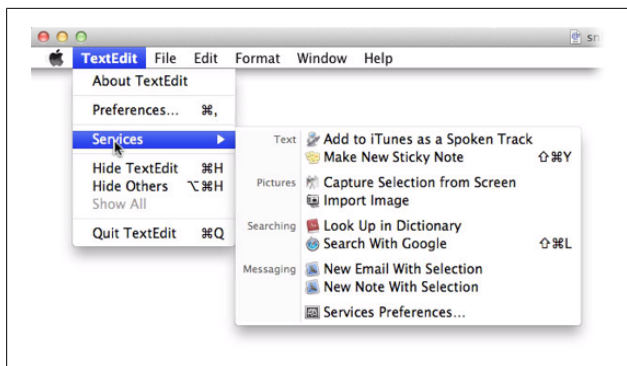 sn
TextEdit File Edit Format Window Help
About TextEdit
Preferences... ⌘,
Services
Hide TextEdit ⌘H
Hide Others ⌥⌘H
Show All
Quit TextEdit ⌘Q
Text Add to iTunes as a Spoken Track
Make New Sticky Note ⇧⌘Y
Pictures Capture Selection from Screen
Import Image
Searching Look Up in Dictionary
Search With Google ⇧⌘L
Messaging New Email With Selection
New Note With Selection
Services Preferences...